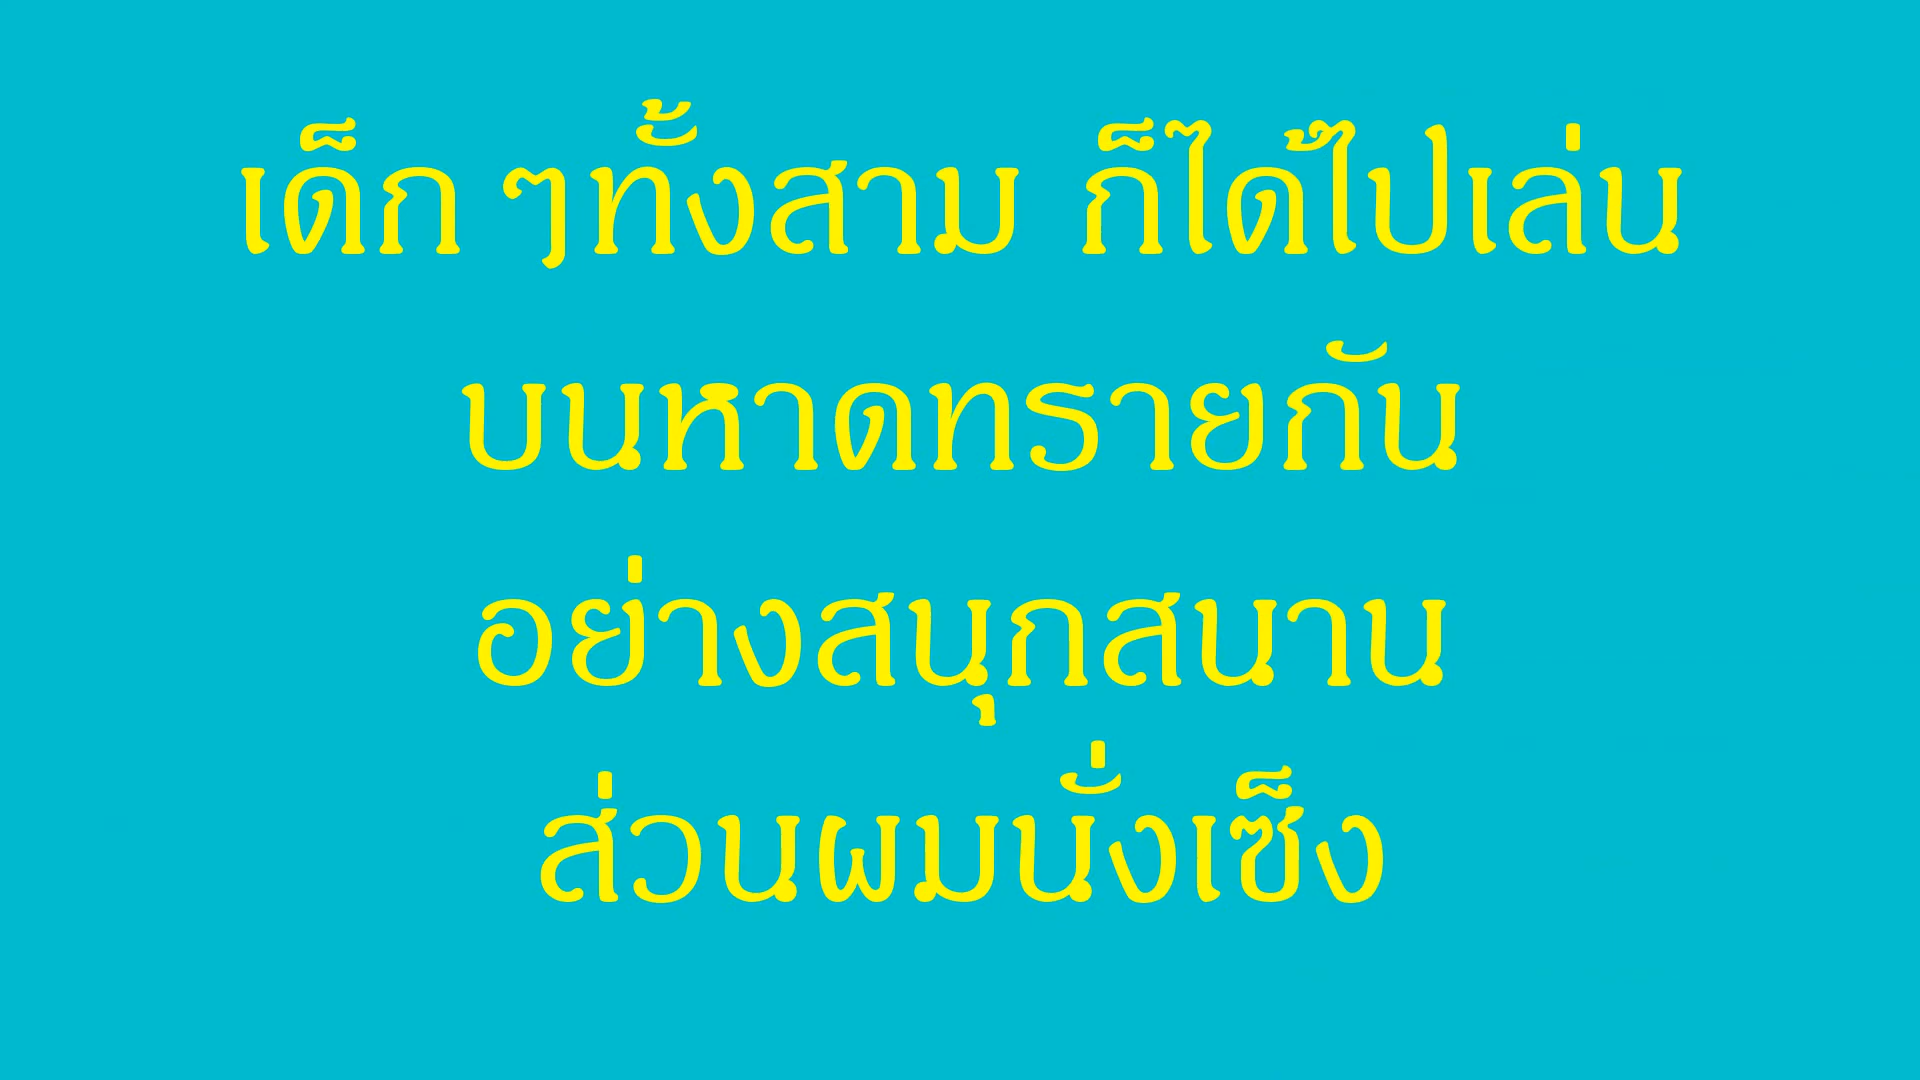 เด็ก ๆทั้งสาม ก็ได้ไปเล่น
บนหาดทรายกัน
อย่างสนุกสนาน
ส่วนผมนั่งเซ็ง